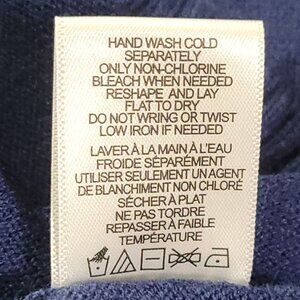 HAND WASH COLD
SEPARATELY
ONLY NON-CHLORINE
BLEACH WHEN NEEDED
RESHAPE AND LAY
FLAT TO DRY
DO NOT WRING OR TWIST
LOW IRON IF NEEDED
LAVER À LA MAIN À L'EAU
FROIDE SÉPARÉMENT
UTILISER SEULEMENT UN AGENT
DE BLANCHIMENT NON CHLORÉ
SÉCHER À PLAT
NE PAS TORDRE
REPASSER À FAIBLE
TEMPÉRATURE